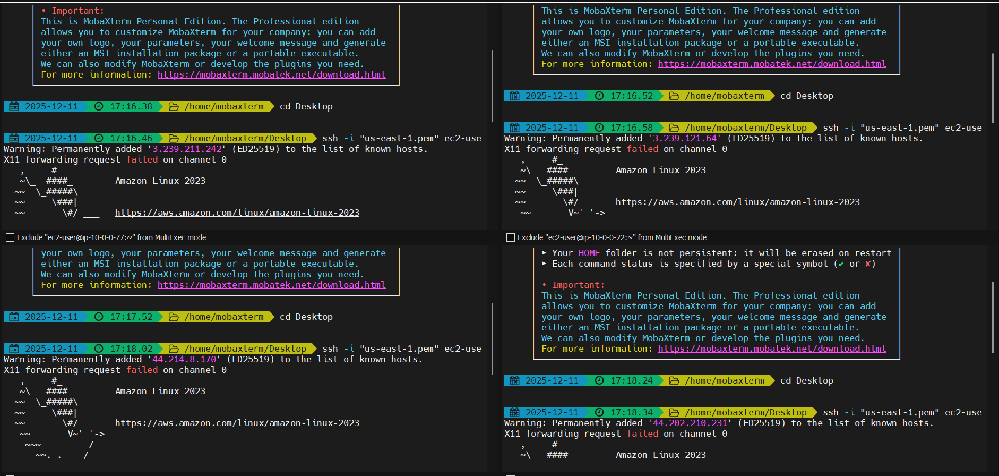 • Important:
This is MobaXterm Personal Edition. The Professional edition
allows you to customize MobaXterm for your company: you can add
your own logo, your parameters, your welcome message and generate
either an MSI installation package or a portable executable.
We can also modify MobaXterm or develop the plugins you need.
For more information: https://mobaxterm.mobatek.net/download.html
2025-12-11 17:16.38 /home/mobaxterm cd Desktop
2025-12-11 17:16.46 /home/mobaxterm/Desktop ssh -i "us-east-1.pem" ec2-use
Warning: Permanently added '3.239.211.242' (ED25519) to the list of known hosts.
X11 forwarding request failed on channel 0
   ,     #_
   ~\_  ####_        Amazon Linux 2023
  ~~  \_#####\
  ~~     \###|
  ~~       \#/ ___   https://aws.amazon.com/linux/amazon-linux-2023
Exclude "ec2-user@ip-10-0-0-77:~" from MultiExec mode
This is MobaXterm Personal Edition. The Professional edition
allows you to customize MobaXterm for your company: you can add
your own logo, your parameters, your welcome message and generate
either an MSI installation package or a portable executable.
We can also modify MobaXterm or develop the plugins you need.
For more information: https://mobaxterm.mobatek.net/download.html
2025-12-11 17:16.52 /home/mobaxterm cd Desktop
2025-12-11 17:16.58 /home/mobaxterm/Desktop ssh -i "us-east-1.pem" ec2-use
Warning: Permanently added '3.239.121.64' (ED25519) to the list of known hosts.
X11 forwarding request failed on channel 0
   ,     #_
   ~\_  ####_        Amazon Linux 2023
  ~~  \_#####\
  ~~     \###|
  ~~       \#/ ___   https://aws.amazon.com/linux/amazon-linux-2023
   ~~       V~' '->
Exclude "ec2-user@ip-10-0-0-22:~" from MultiExec mode
your own logo, your parameters, your welcome message and generate
either an MSI installation package or a portable executable.
We can also modify MobaXterm or develop the plugins you need.
For more information: https://mobaxterm.mobatek.net/download.html
2025-12-11 17:17.52 /home/mobaxterm cd Desktop
2025-12-11 17:18.02 /home/mobaxterm/Desktop ssh -i "us-east-1.pem" ec2-use
Warning: Permanently added '44.214.8.170' (ED25519) to the list of known hosts.
X11 forwarding request failed on channel 0
   ,     #_
   ~\_  ####_        Amazon Linux 2023
  ~~  \_#####\
  ~~     \###|
  ~~       \#/ ___   https://aws.amazon.com/linux/amazon-linux-2023
   ~~       V~' '->
    ~~~         /
      ~~._.   _/
➤ Your HOME folder is not persistent: it will be erased on restart
➤ Each command status is specified by a special symbol (✔ or ✘)
• Important:
This is MobaXterm Personal Edition. The Professional edition
allows you to customize MobaXterm for your company: you can add
your own logo, your parameters, your welcome message and generate
either an MSI installation package or a portable executable.
We can also modify MobaXterm or develop the plugins you need.
For more information: https://mobaxterm.mobatek.net/download.html
2025-12-11 17:18.24 /home/mobaxterm cd Desktop
2025-12-11 17:18.34 /home/mobaxterm/Desktop ssh -i "us-east-1.pem" ec2-use
Warning: Permanently added '44.202.210.231' (ED25519) to the list of known hosts.
X11 forwarding request failed on channel 0
   ,     #_
   ~\_  ####_        Amazon Linux 2023